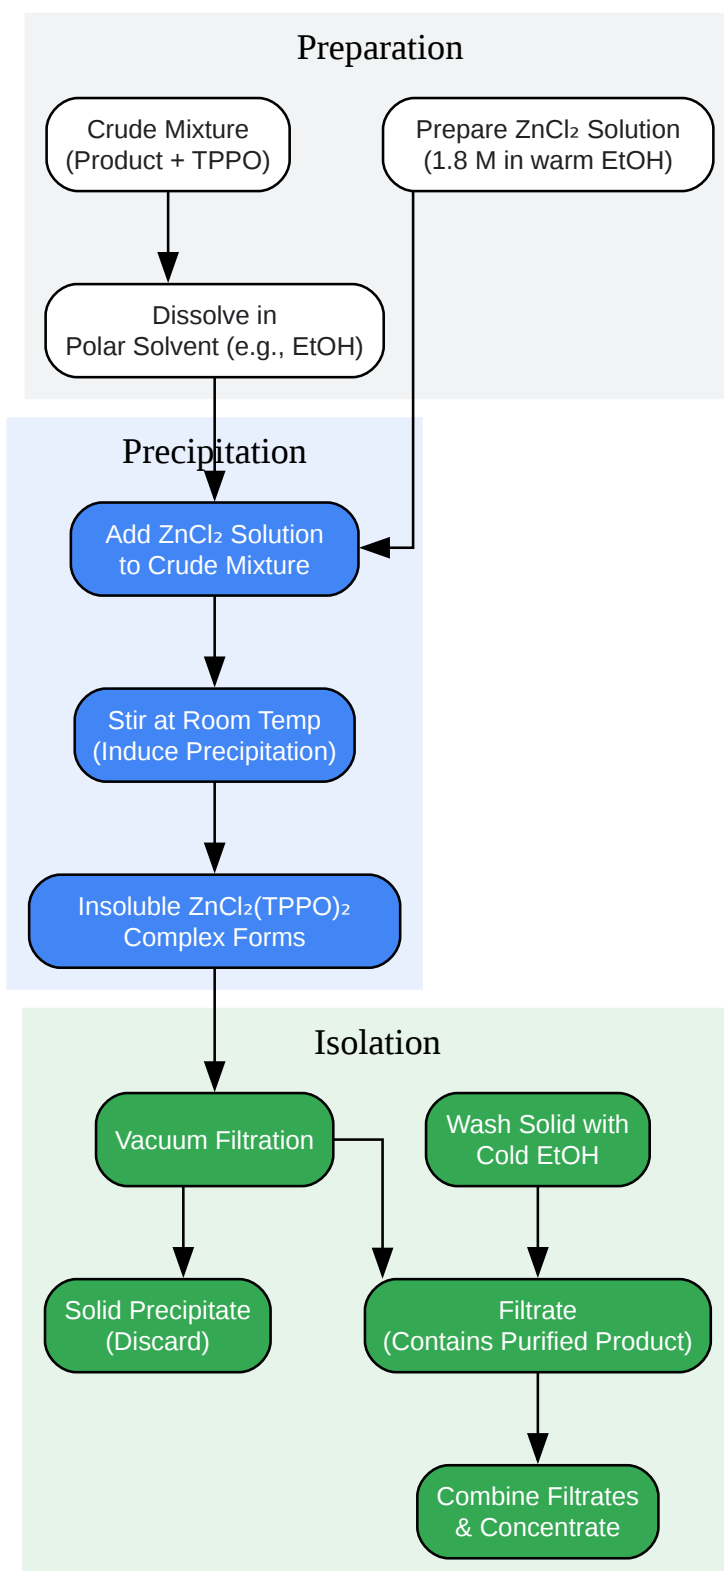 Preparation
Crude Mixture
(Product + TPPO)
Prepare ZnCl₂ Solution
(1.8 M in warm EtOH)
Dissolve in
Polar Solvent (e.g., EtOH)
Precipitation
Add ZnCl₂ Solution
to Crude Mixture
Stir at Room Temp
(Induce Precipitation)
Insoluble ZnCl₂(TPPO)₂
Complex Forms
Isolation
Vacuum Filtration
Wash Solid with
Cold EtOH
Solid Precipitate
(Discard)
Filtrate
(Contains Purified Product)
Combine Filtrates
& Concentrate